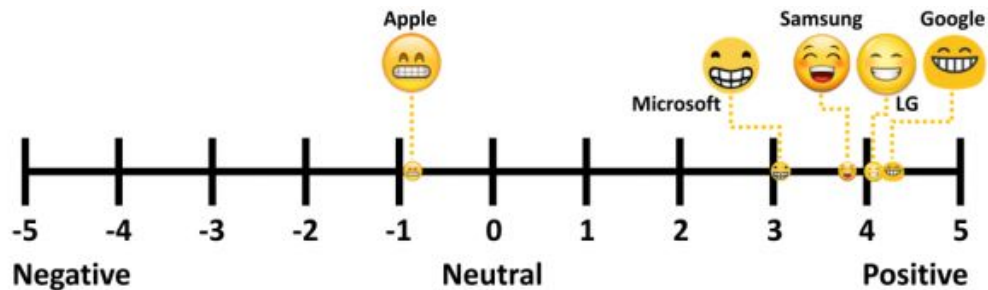 Apple
Samsung
Google
Microsoft
LG
-5 -4 -3 -2 -1 0 1 2 3 4 5
Negative Neutral Positive